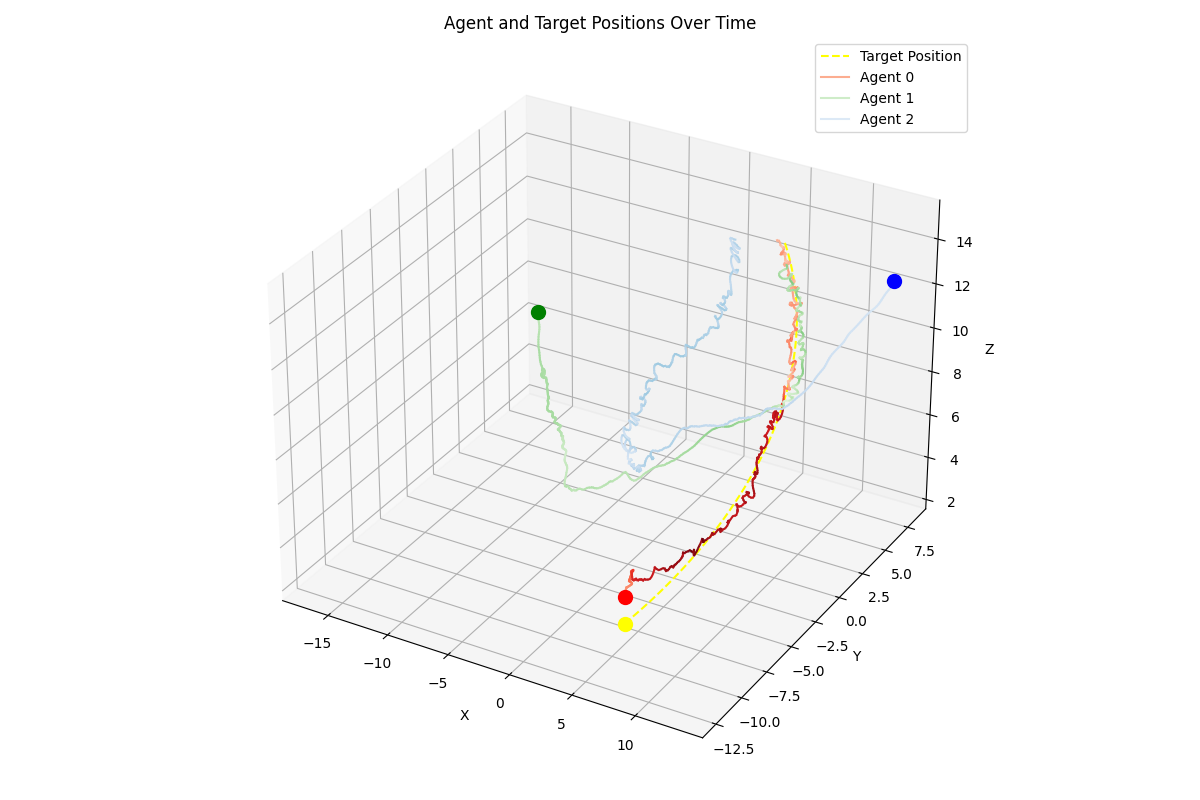 Agent and Target Positions Over Time
Target Position
Agent 0
Agent 1
Agent 2
14
12
10
8
6
4
2
Z
7.5
5.0
2.5
0.0
−2.5
−5.0
−7.5
−10.0
−12.5
Y
−15
−10
−5
0
5
10
X